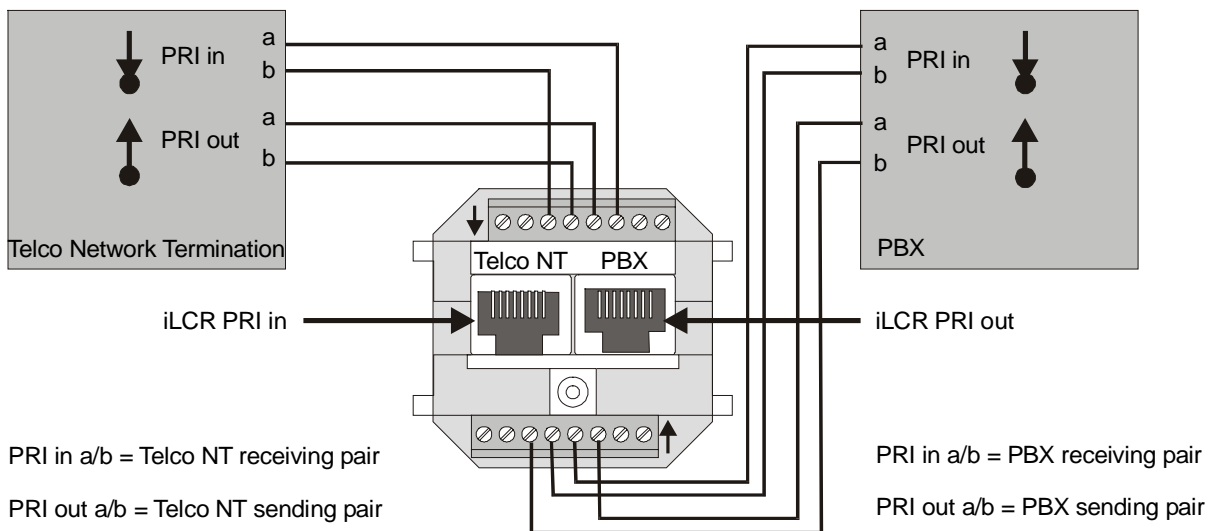 a
PRI in
b
a
PRI out
b
Telco Network Termination
a
PRI in
b
a
PRI out
b
PBX
Telco NT PBX
iLCR PRI in
iLCR PRI out
PRI in a/b = Telco NT receiving pair
PRI out a/b = Telco NT sending pair
PRI in a/b = PBX receiving pair
PRI out a/b = PBX sending pair